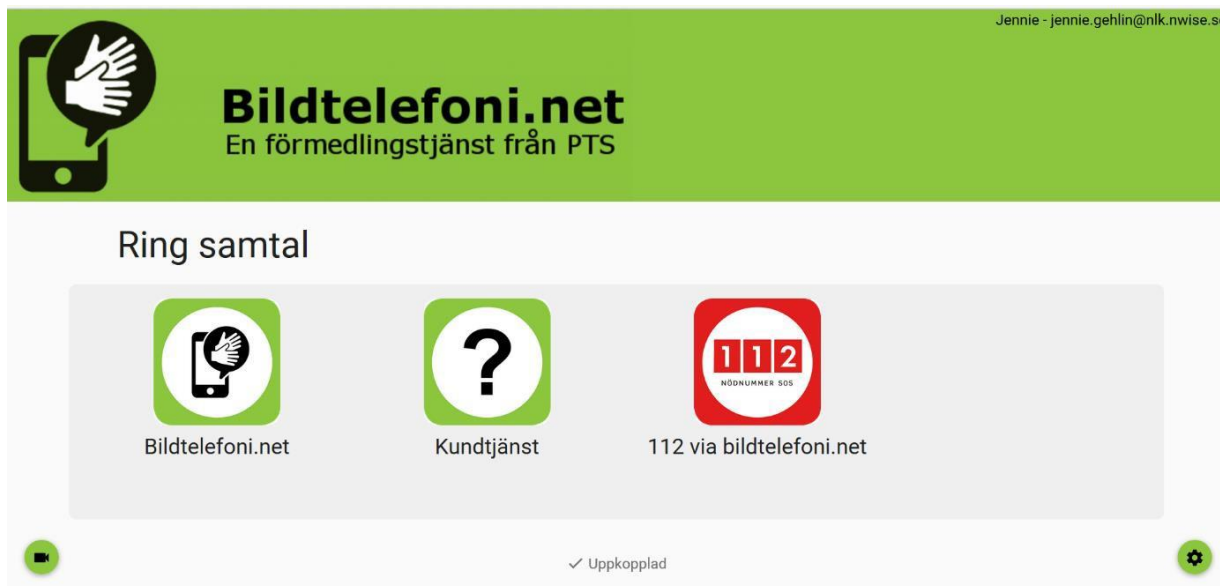 Jennie - jennie.gehlin@nlk.nwise.s
Bildtelefoni.net
En förmedlingstjänst från PTS
Ring samtal
?
112
NÖDNUMMER SOS
Bildtelefoni.net
Kundtjänst
112 via bildtelefoni.net
Uppkopplad